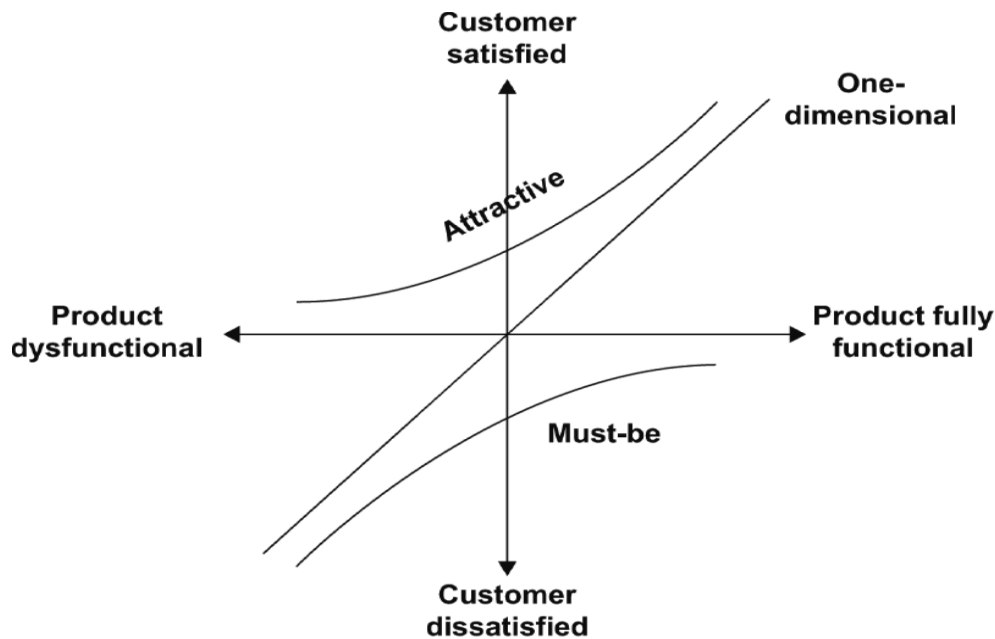 Customer
satisfied
One-
dimensional
Attractive
Product
dysfunctional
Product fully
functional
Must-be
Customer
dissatisfied